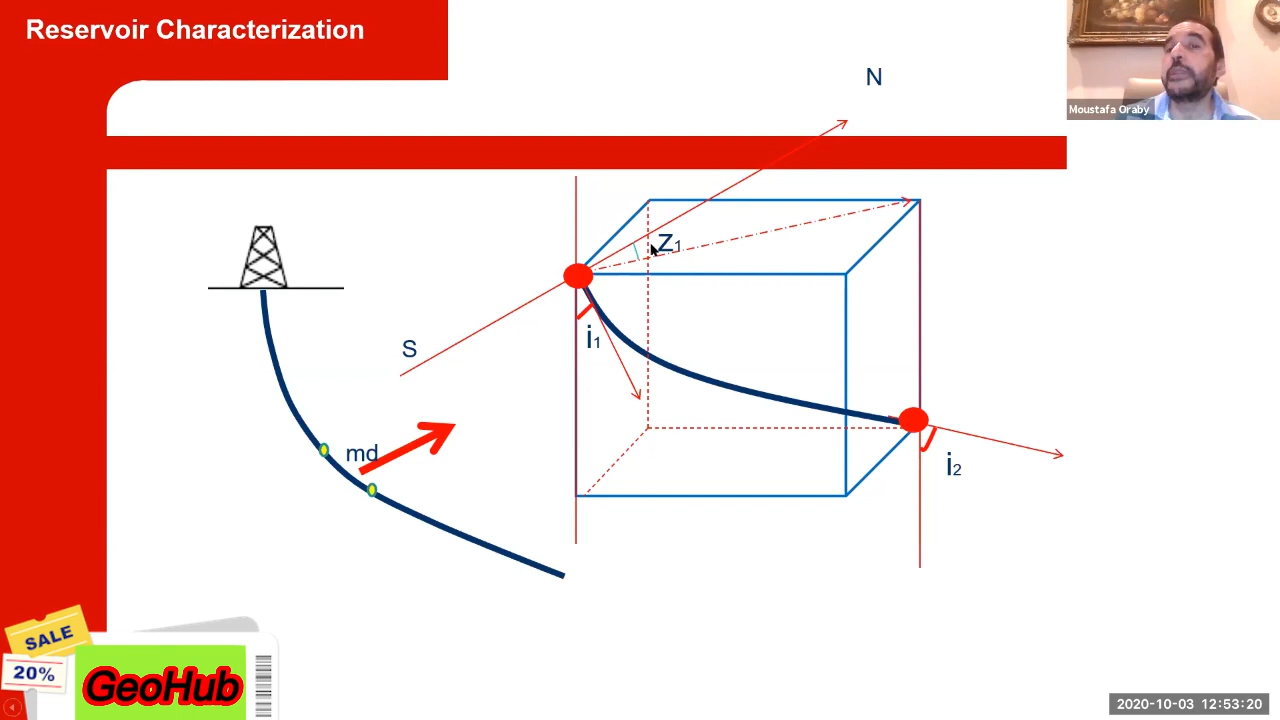 Reservoir Characterization
Moustafa Oraby
N
Z1
i1
S
md
i2
SALE
20%
GeoHub
2020-10-03 12:53:20